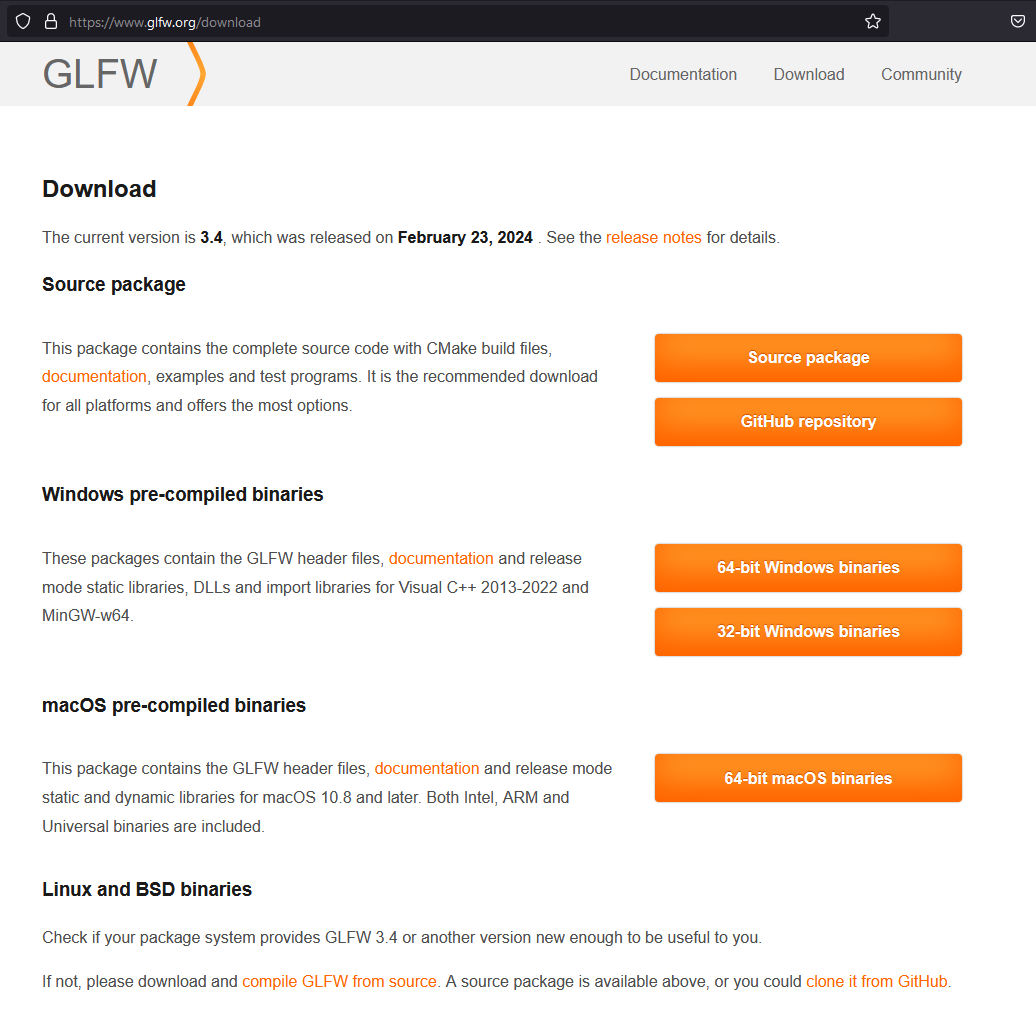 https://www.glfw.org/download
GLFW
Documentation Download Community
Download
The current version is 3.4, which was released on February 23, 2024 . See the release notes for details.
Source package
This package contains the complete source code with CMake build files,
documentation, examples and test programs. It is the recommended download
for all platforms and offers the most options.
Source package
GitHub repository
Windows pre-compiled binaries
These packages contain the GLFW header files, documentation and release
mode static libraries, DLLs and import libraries for Visual C++ 2013-2022 and
MinGW-w64.
64-bit Windows binaries
32-bit Windows binaries
macOS pre-compiled binaries
This package contains the GLFW header files, documentation and release mode
static and dynamic libraries for macOS 10.8 and later. Both Intel, ARM and
Universal binaries are included.
64-bit macOS binaries
Linux and BSD binaries
Check if your package system provides GLFW 3.4 or another version new enough to be useful to you.
If not, please download and compile GLFW from source. A source package is available above, or you could clone it from GitHub.